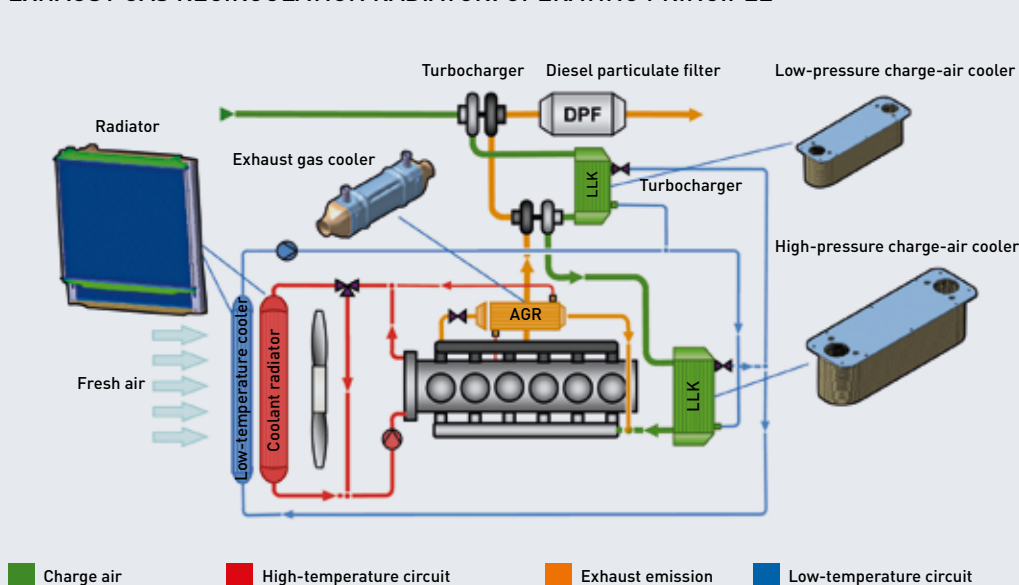 Turbocharger
Diesel particulate filter
Low-pressure charge-air cooler
DPF
Radiator
Exhaust gas cooler
LLK
Turbocharger
High-pressure charge-air cooler
AGR
Fresh air
Low-temperature cooler
Coolant radiator
LLK
Charge air
High-temperature circuit
Exhaust emission
Low-temperature circuit